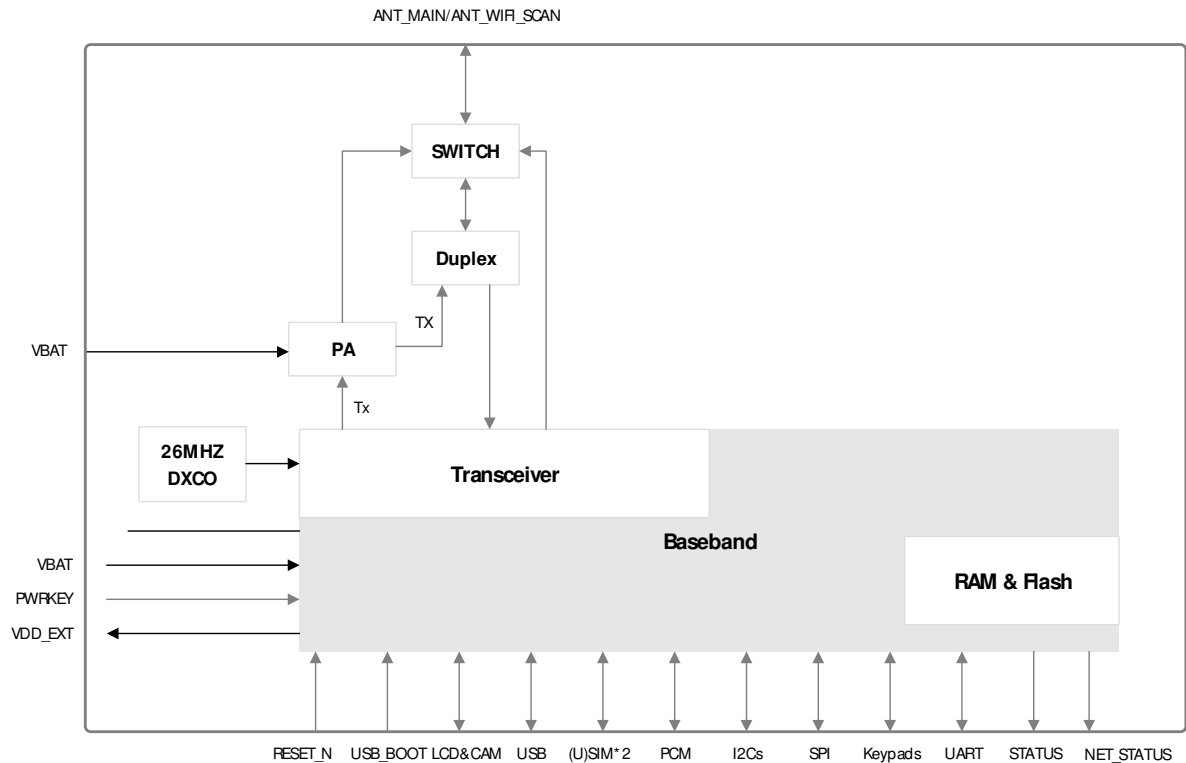 ANT_MAIN/ANT_WIFI_SCAN
SWITCH
Duplex
TX
VBAT
PA
Tx
26MHZ
DXCO
Transceiver
Baseband
VBAT
RAM & Flash
PWRKEY
VDD_EXT
RESET_N USB_BOOT LCD&CAM USB (U)SIM*2 PCM I2Cs SPI Keypads UART STATUS NET_STATUS